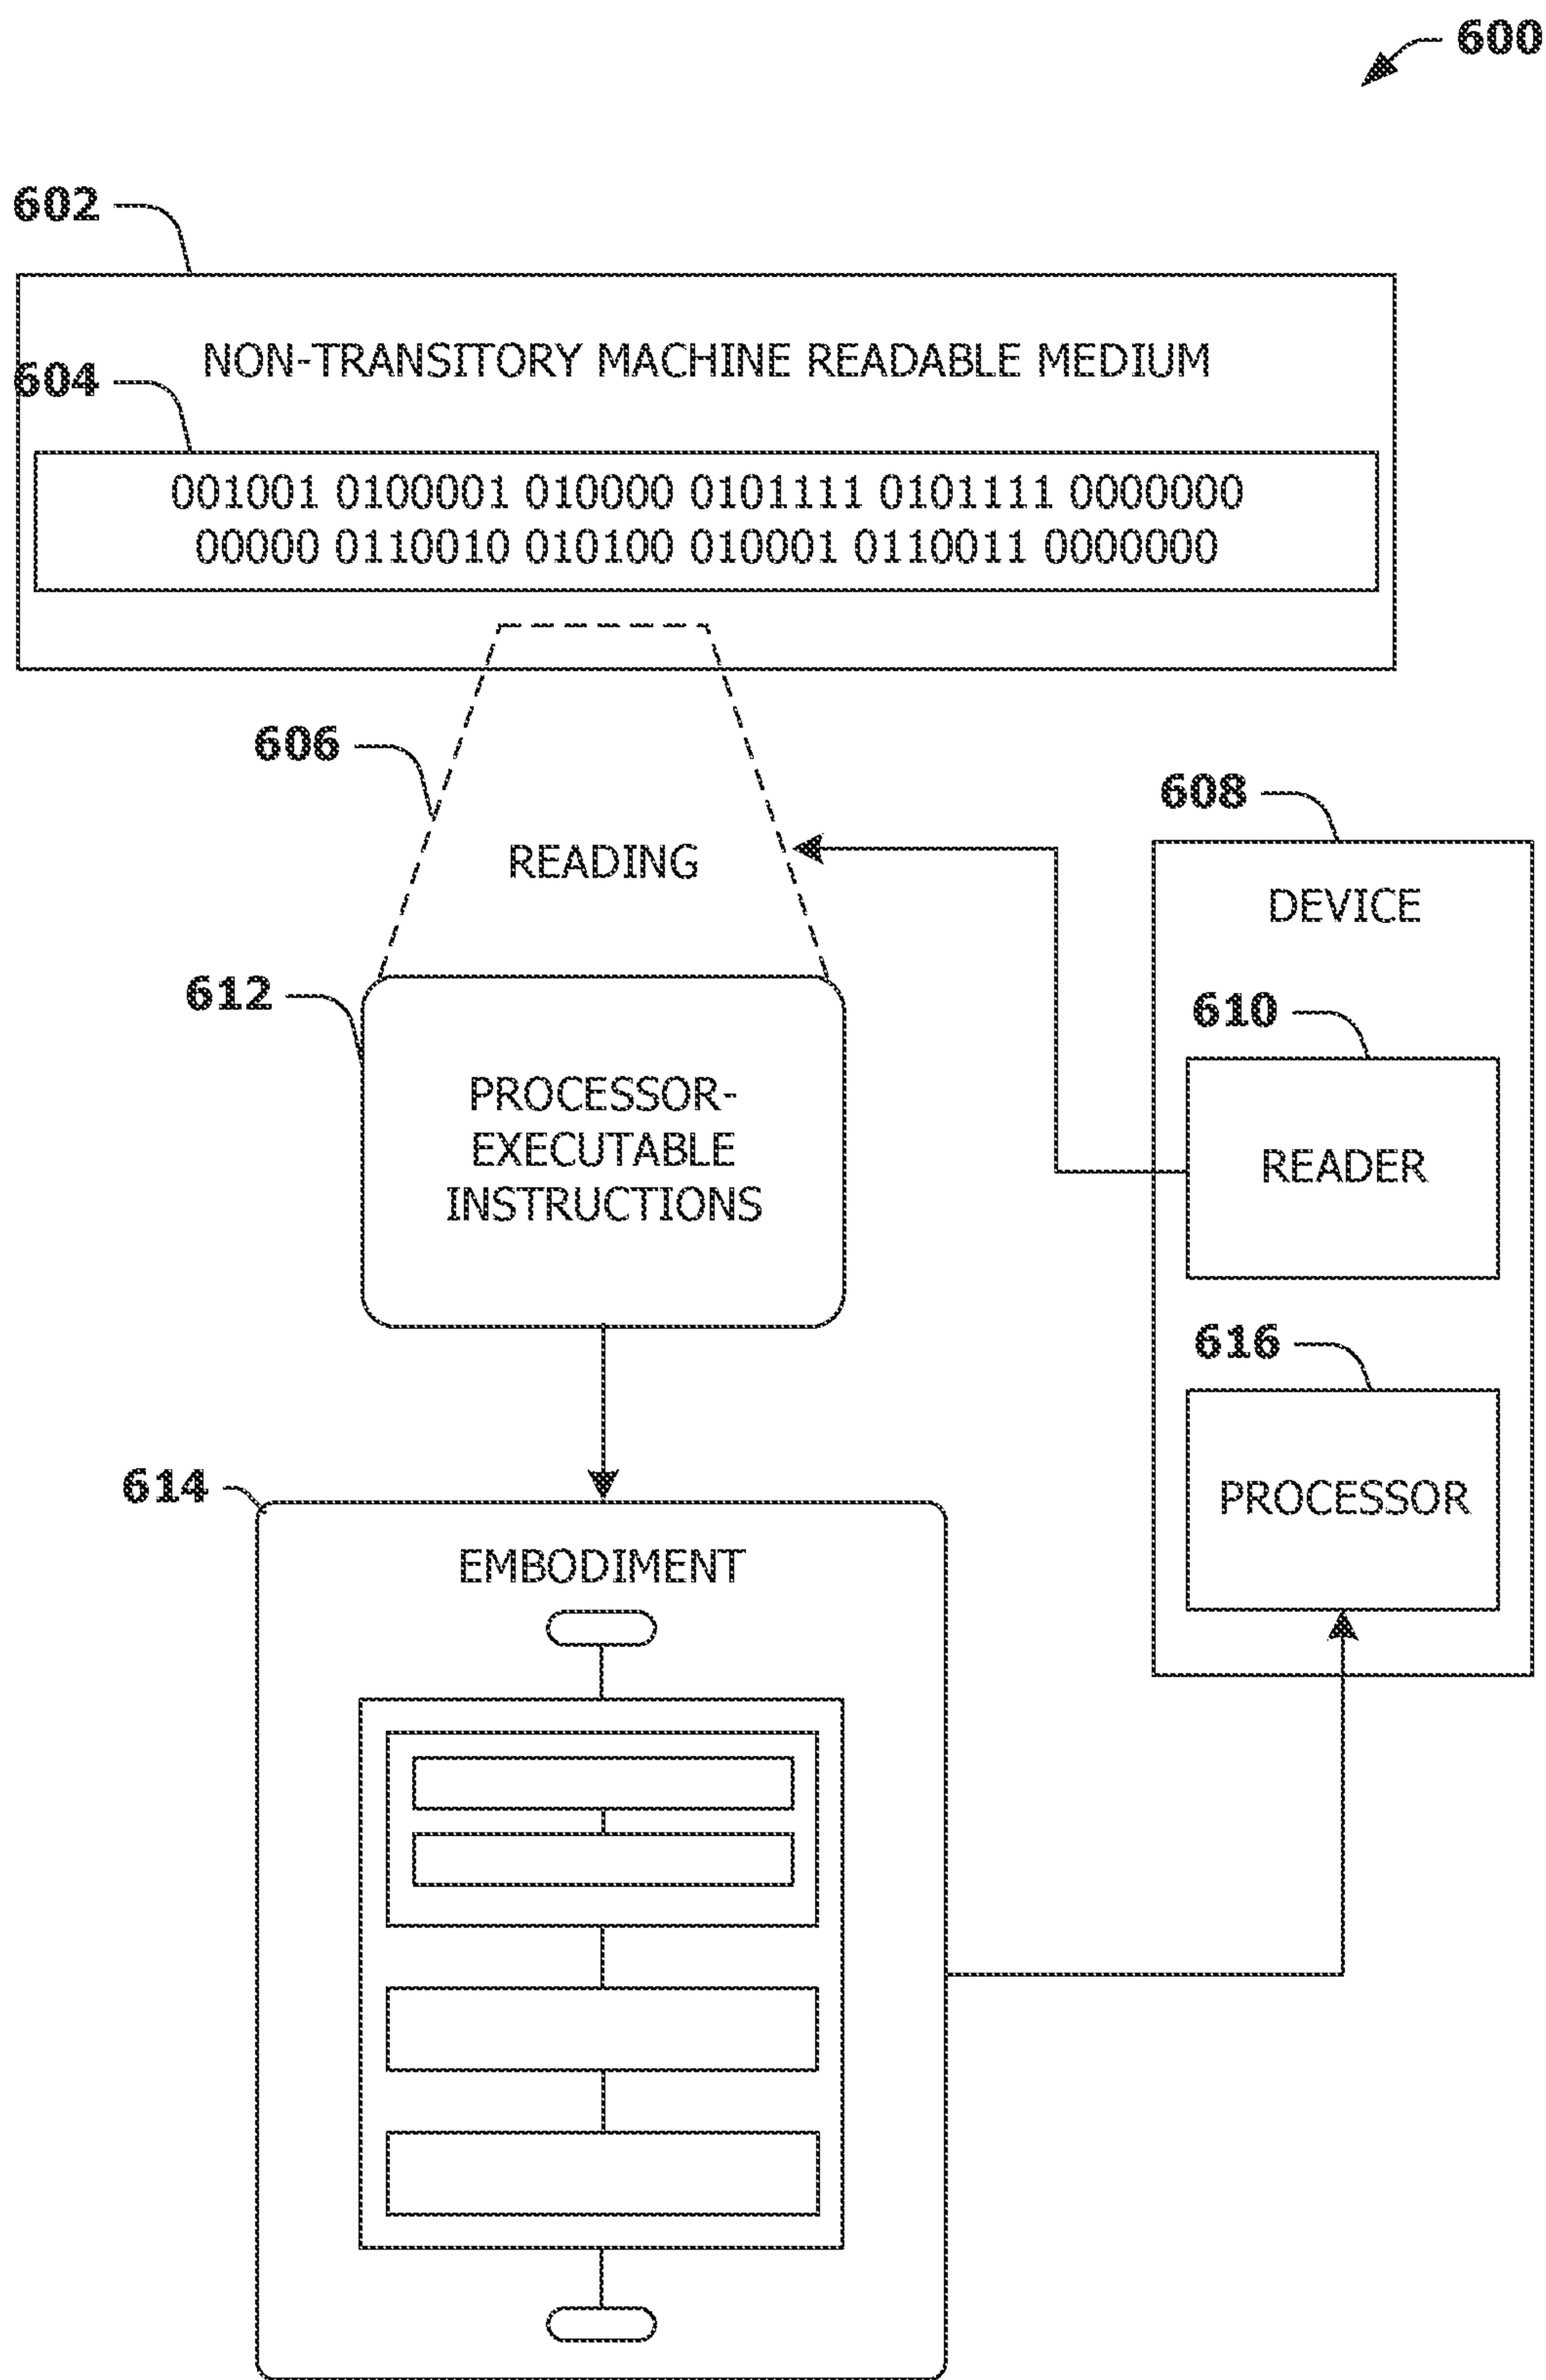 600
602
NON-TRANSITORY MACHINE READABLE MEDIUM
604
001001 0100001 010000 0101111 0101111 0000000
00000 0110010 010100 010001 0110011 0000000
606
READING
608
DEVICE
610
READER
612
PROCESSOR-
EXECUTABLE
INSTRUCTIONS
616
PROCESSOR
614
EMBODIMENT